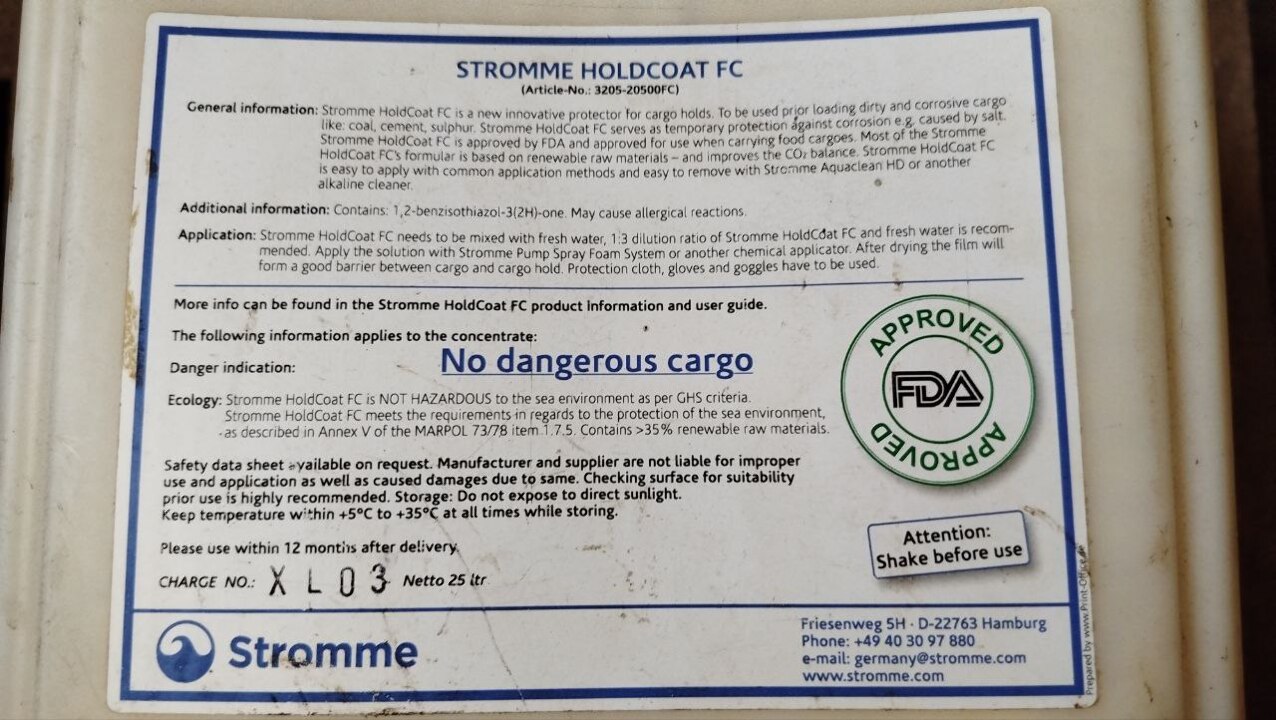 STROMME HOLDCOAT FC
(Article-No.: 3205-20500FC)
General information: Stromme HoldCoat FC is a new innovative protector for cargo holds. To be used prior loading dirty and corrosive cargo
like: coal, cement, sulphur. Stromme HoldCoat FC serves as temporary protection against corrosion e.g. caused by salt.
Stromme HoldCoat FC is approved by FDA and approved for use when carrying food cargoes. Most of the Stromme
HoldCoat FC's formular is based on renewable raw materials – and improves the CO₂ balance. Stromme HoldCoat FC
is easy to apply with common application methods and easy to remove with Stromme Aquaclean HD or another
alkaline cleaner.
Additional information: Contains: 1,2-benzisothiazol-3(2H)-one. May cause allergical reactions.
Application: Stromme HoldCoat FC needs to be mixed with fresh water, 1:3 dilution ratio of Stromme HoldCoat FC and fresh water is recom-
mended. Apply the solution with Stromme Pump Spray Foam System or another chemical applicator. After drying the film will
form a good barrier between cargo and cargo hold. Protection cloth, gloves and goggles have to be used.
More info can be found in the Stromme HoldCoat FC product Information and user guide.
The following information applies to the concentrate:
Danger indication: No dangerous cargo
Ecology: Stromme HoldCoat FC is NOT HAZARDOUS to the sea environment as per GHS criteria.
Stromme HoldCoat FC meets the requirements in regards to the protection of the sea environment,
as described in Annex V of the MARPOL 73/78 item 1.7.5. Contains >35% renewable raw materials.
APPROVED
FDA
APPROVED
Safety data sheet available on request. Manufacturer and supplier are not liable for improper
use and application as well as caused damages due to same. Checking surface for suitability
prior use is highly recommended. Storage: Do not expose to direct sunlight.
Keep temperature within +5°C to +35°C at all times while storing.
Attention:
Shake before use
Please use within 12 months after delivery.
CHARGE NO.: XL03 Netto 25 ltr
Stromme
Friesenweg 5H · D-22763 Hamburg
Phone: +49 40 30 97 880
e-mail: germany@stromme.com
www.stromme.com
Prepared by www.Print-Office.